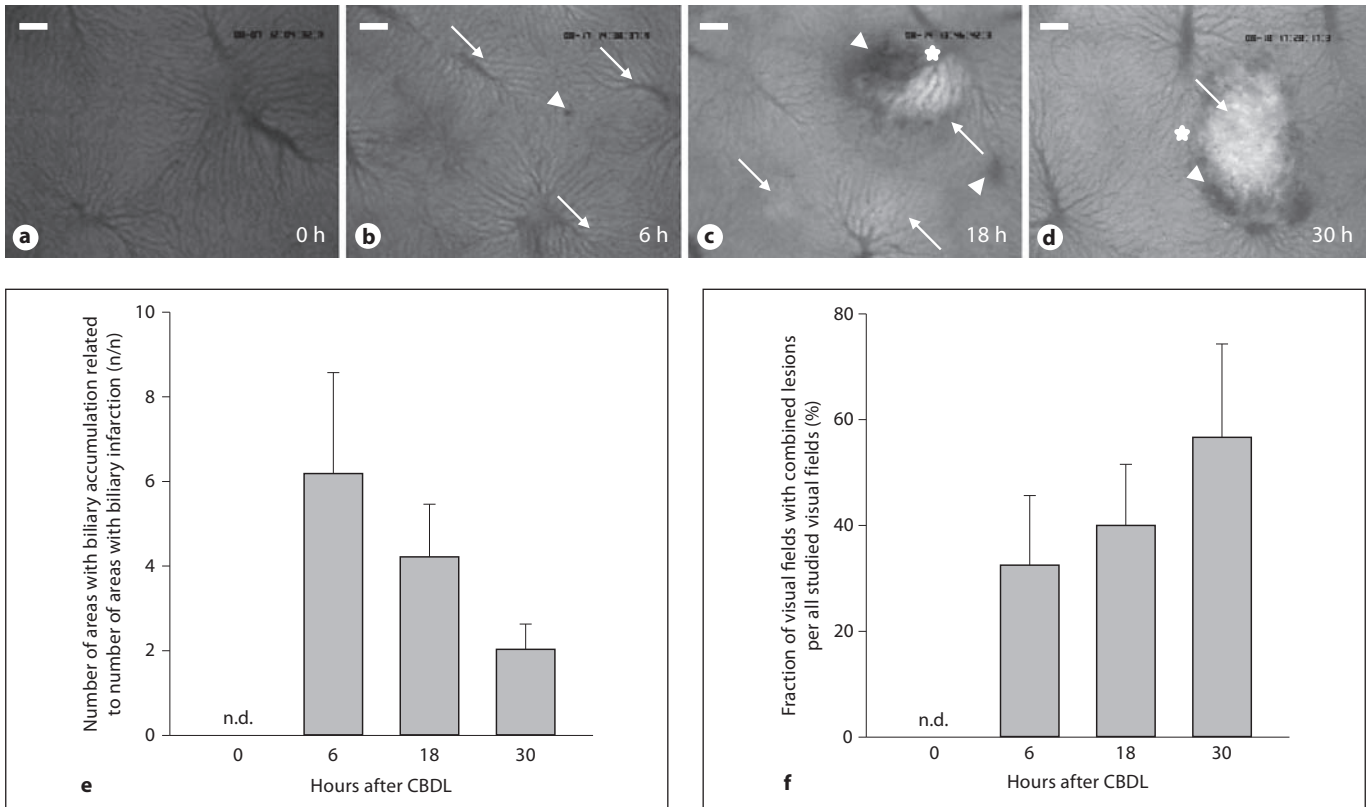 a
0 h
b
6 h
c
18 h
d
30 h
Number of areas with biliary accumulation related
to number of areas with biliary infarction (n/n)
10
8
6
4
2
0
n.d.
0 6 18 30
Hours after CBDL
e
Fraction of visual fields with combined lesions
per all studied visual fields (%)
80
60
40
20
0
n.d.
0 6 18 30
Hours after CBDL
f